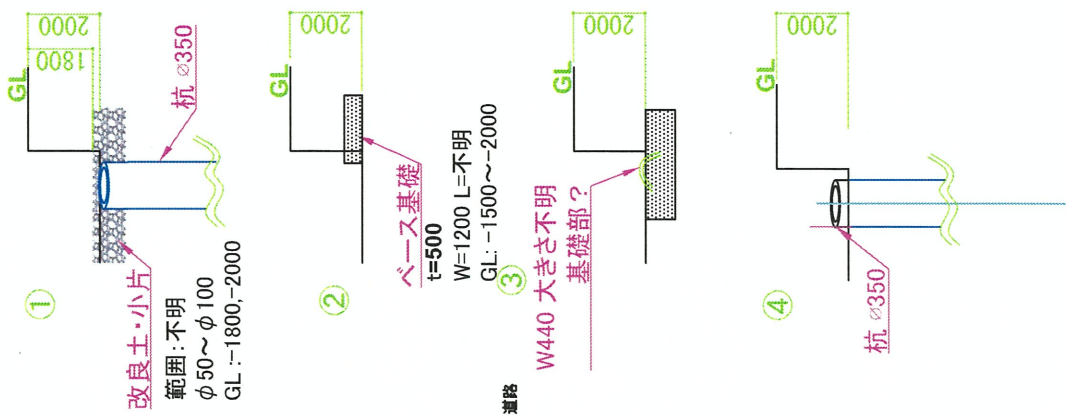 ①
GL
1800
2000
杭 ⌀350
改良土・小片
範囲:不明
φ50～φ100
GL:-1800,-2000
②
GL
2000
ベース基礎
t=500
W=1200 L=不明
GL: -1500～-2000
③
GL
2000
W440 大きさ不明
基礎部?
道路
④
GL
2000
杭 ⌀350